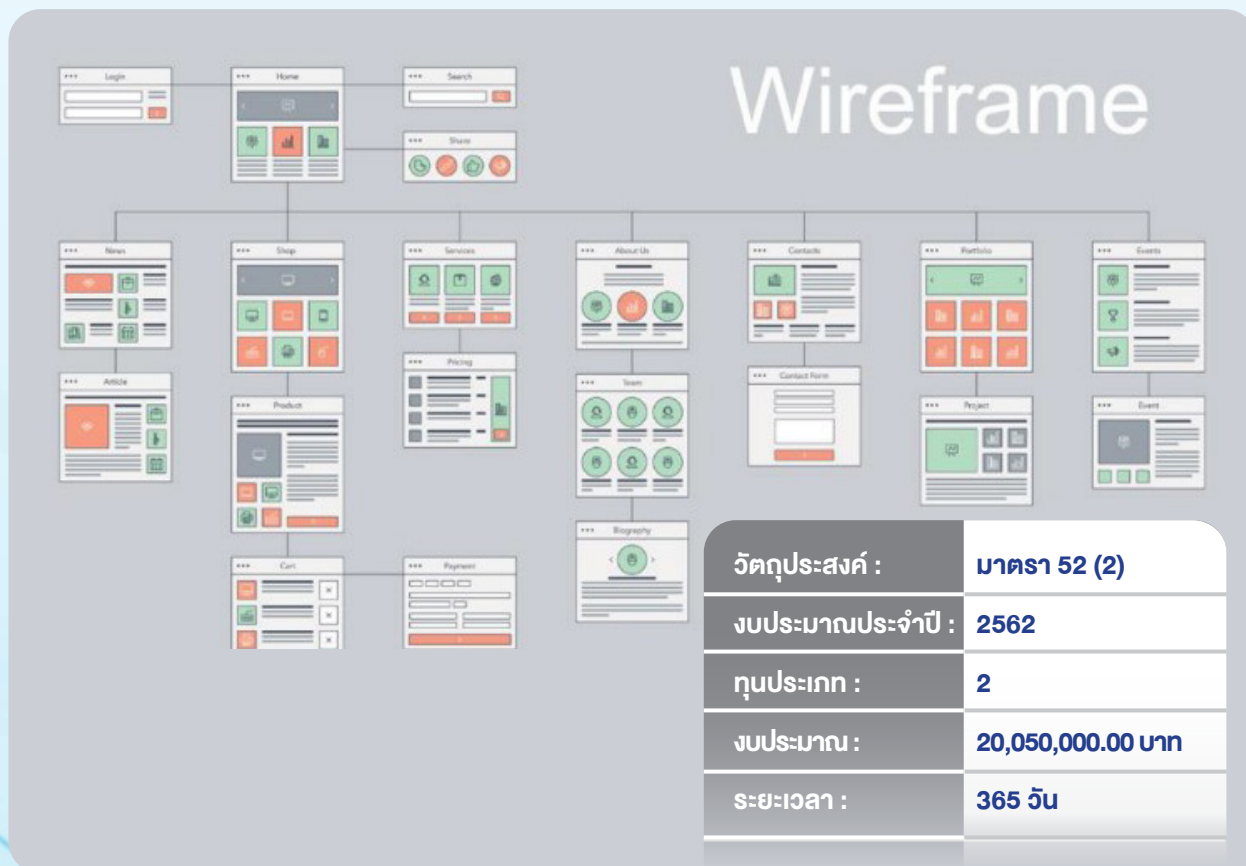 Wireframe
Login
Home
Search
Share
News
Shop
Services
About Us
Contacts
Portfolio
Events
Article
Product
Pricing
Team
Contact Form
Project
Event
Biography
Cart
Payment
วัตถุประสงค์ : มาตรา 52 (2)
งบประมาณประจำปี : 2562
ทุนประเภท : 2
งบประมาณ : 20,050,000.00 บาท
ระยะเวลา : 365 วัน